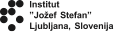 Institut
"Jožef Stefan"
Ljubljana, Slovenija